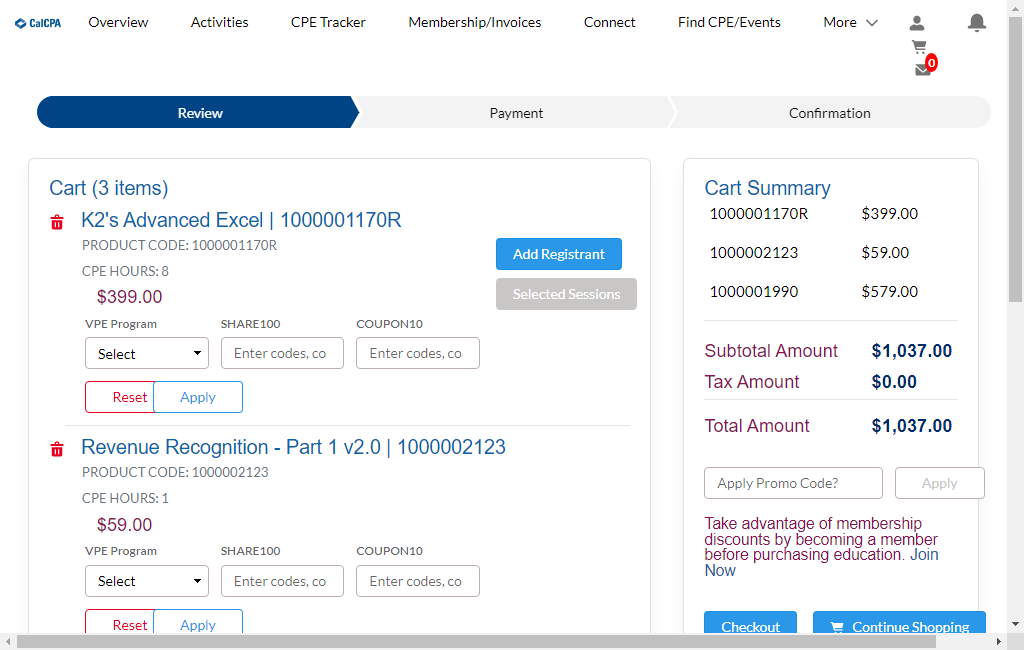 CalCPA Overview Activities CPE Tracker Membership/Invoices Connect Find CPE/Events More
0
Review Payment Confirmation
Cart (3 items)
K2's Advanced Excel | 1000001170R
PRODUCT CODE: 1000001170R
Add Registrant
CPE HOURS: 8
$399.00
Selected Sessions
VPE Program SHARE100 COUPON10
Select Enter codes, co Enter codes, co
Reset Apply
Revenue Recognition - Part 1 v2.0 | 1000002123
PRODUCT CODE: 1000002123
CPE HOURS: 1
$59.00
VPE Program SHARE100 COUPON10
Select Enter codes, co Enter codes, co
Reset Apply
Cart Summary
1000001170R $399.00
1000002123 $59.00
1000001990 $579.00
Subtotal Amount $1,037.00
Tax Amount $0.00
Total Amount $1,037.00
Apply Promo Code? Apply
Take advantage of membership
discounts by becoming a member
before purchasing education. Join
Now
Checkout Continue Shopping